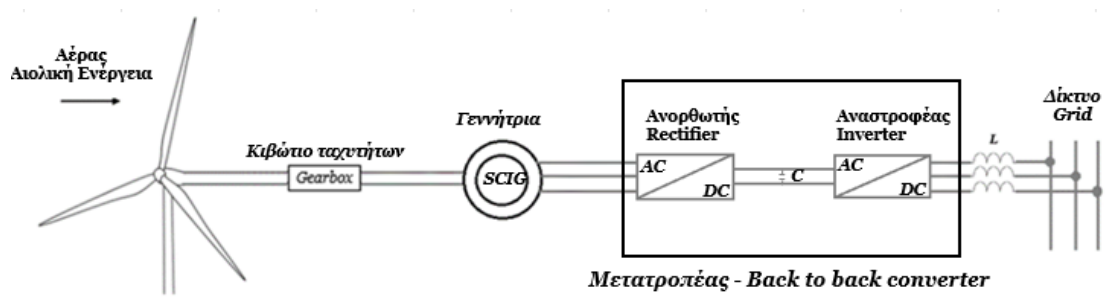 Αέρας
Αιολική Ενέργεια
Κιβώτιο ταχυτήτων
Gearbox
Γεννήτρια
SCIG
Ανορθωτής
Rectifier
AC
DC
C
Αναστροφέας
Inverter
AC
DC
L
Δίκτυο
Grid
Μετατροπέας - Back to back converter